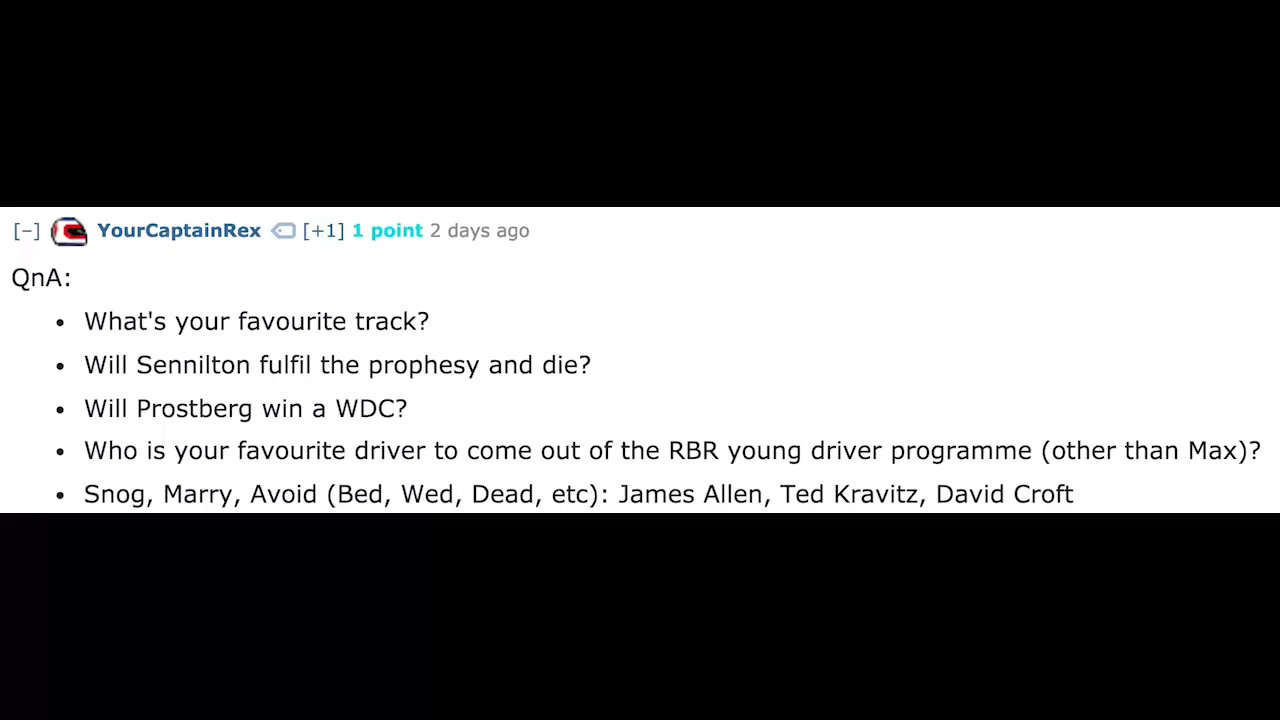 [−] YourCaptainRex [+1] 1 point 2 days ago
QnA:
• What's your favourite track?
• Will Sennilton fulfil the prophesy and die?
• Will Prostberg win a WDC?
• Who is your favourite driver to come out of the RBR young driver programme (other than Max)?
• Snog, Marry, Avoid (Bed, Wed, Dead, etc): James Allen, Ted Kravitz, David Croft